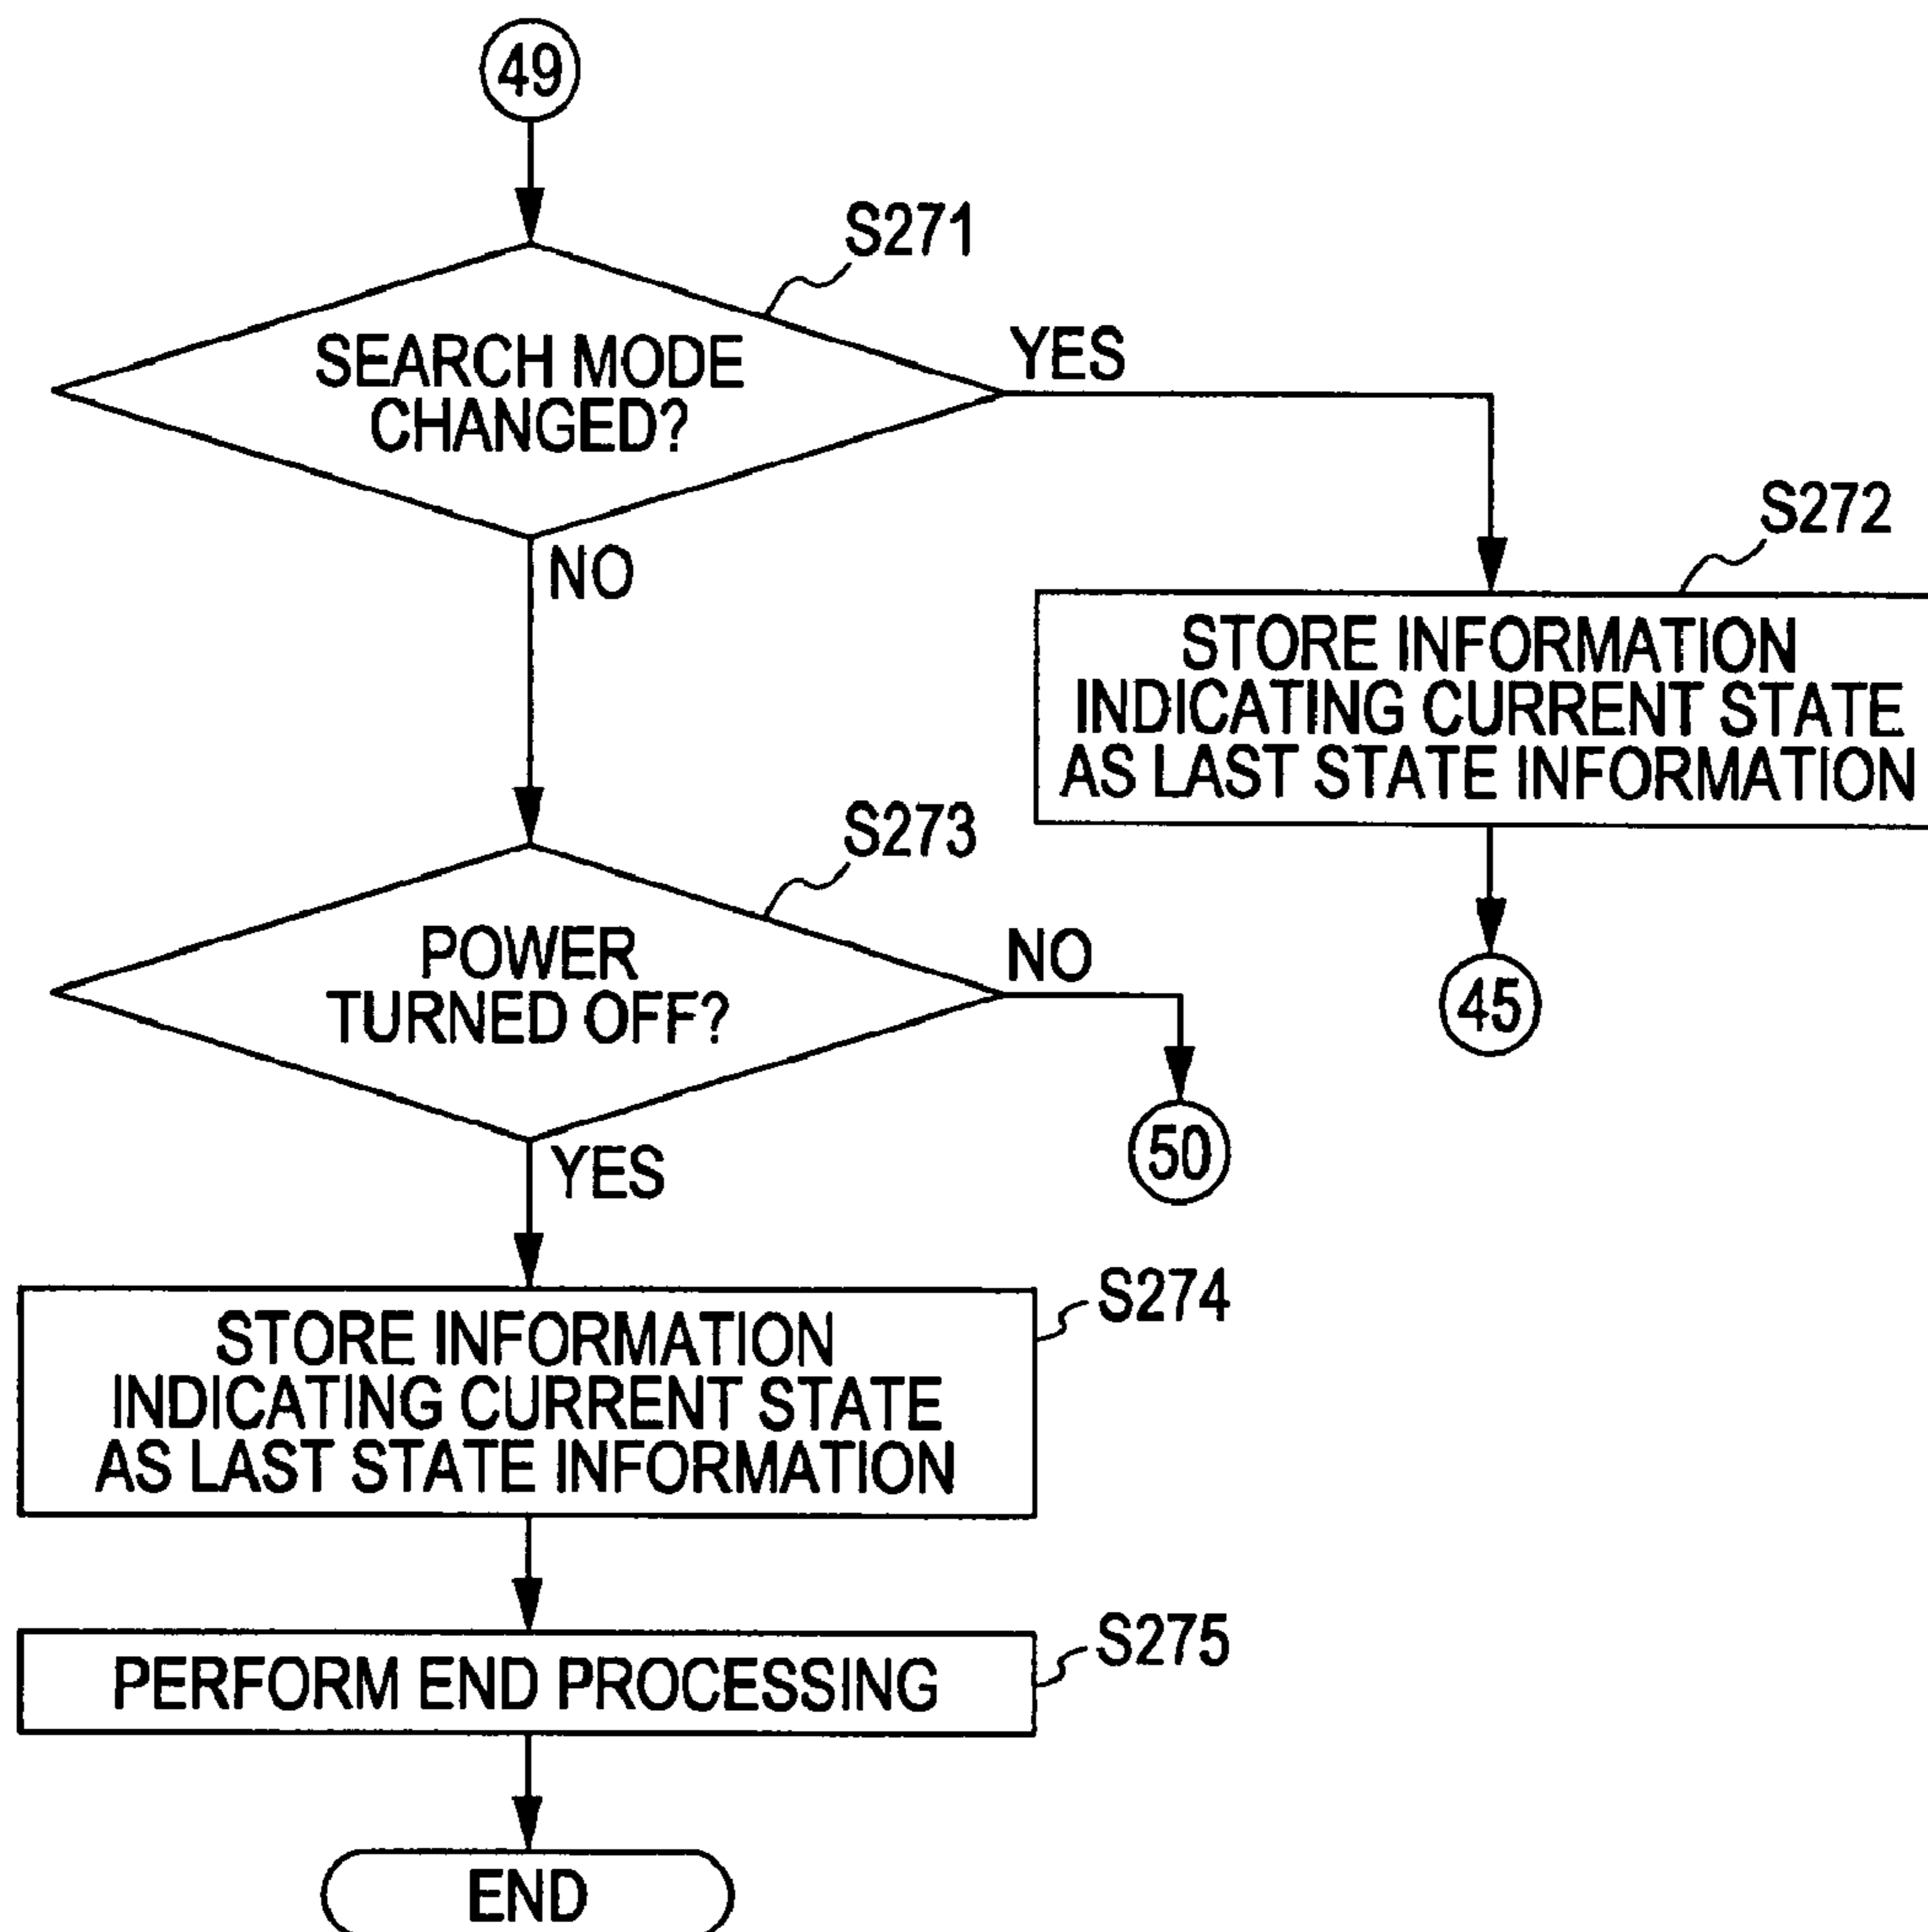 49
S271
SEARCH MODE
CHANGED?
YES
NO
S272
STORE INFORMATION
INDICATING CURRENT STATE
AS LAST STATE INFORMATION
45
S273
POWER
TURNED OFF?
NO
50
YES
S274
STORE INFORMATION
INDICATING CURRENT STATE
AS LAST STATE INFORMATION
S275
PERFORM END PROCESSING
END